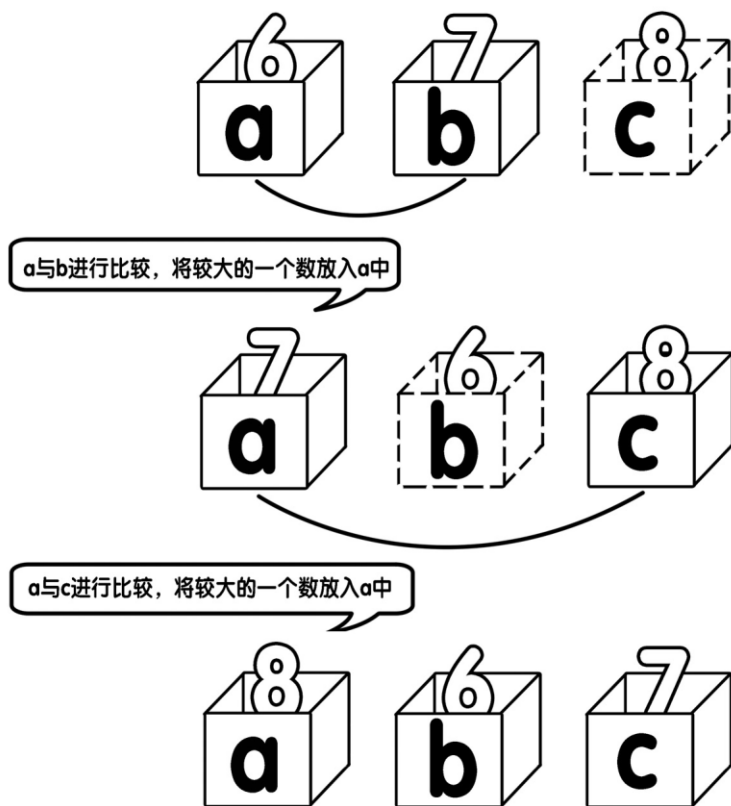 6 7 8
a b c
a与b进行比较，将较大的一个数放入a中
7 6 8
a b c
a与c进行比较，将较大的一个数放入a中
8 6 7
a b c